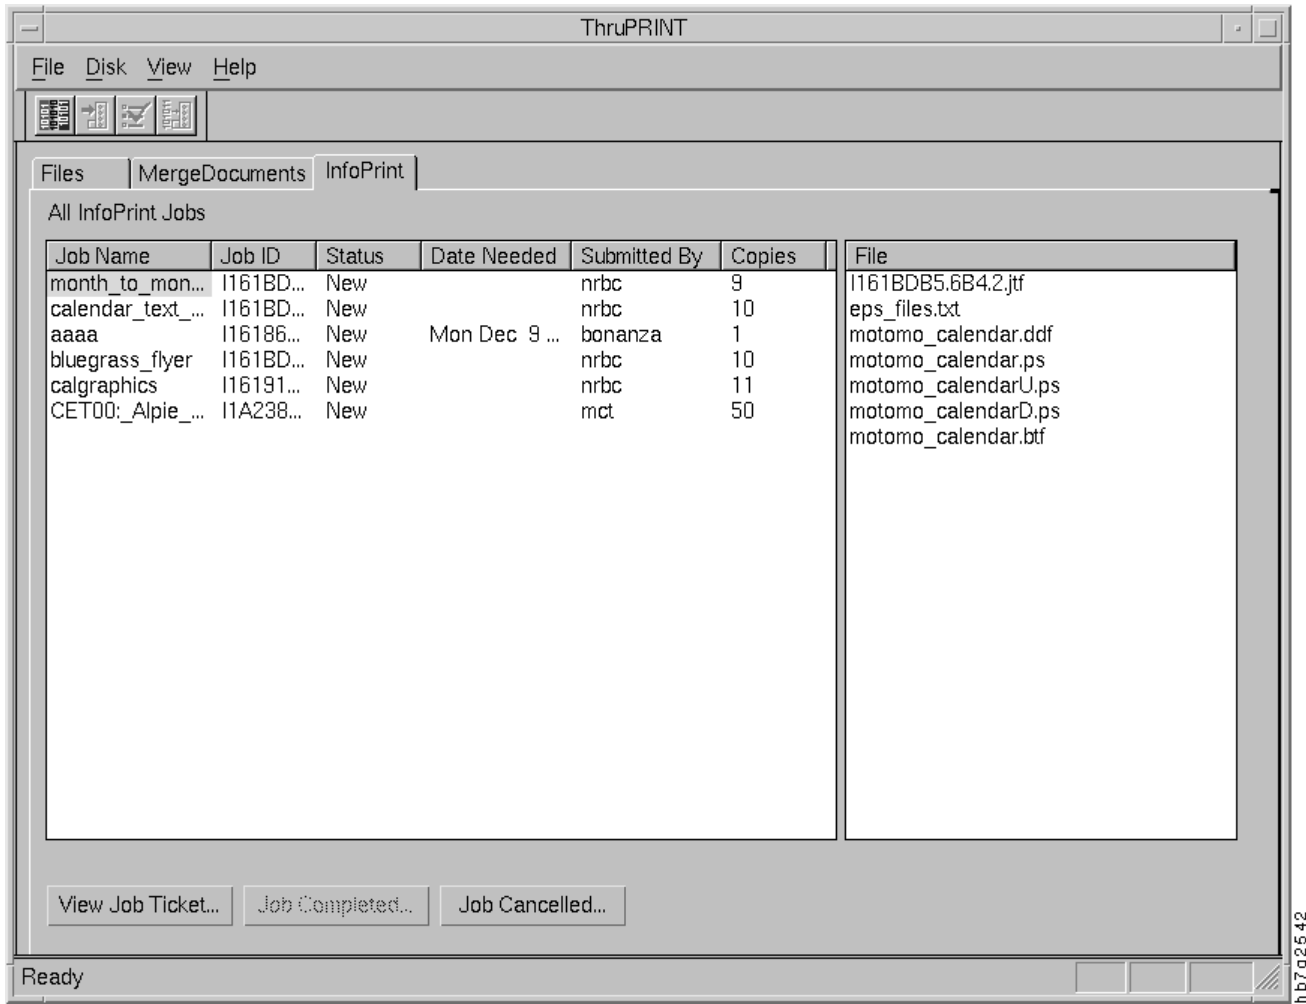 ThruPRINT
File Disk View Help
Files MergeDocuments InfoPrint
All InfoPrint Jobs
Job Name Job ID Status Date Needed Submitted By Copies File
month_to_mon... I161BD... New nrbc 9 I161BDB5.6B4.2.jtf
calendar_text_... I161BD... New nrbc 10 eps_files.txt
aaaa I16186... New Mon Dec 9 ... bonanza 1 motomo_calendar.ddf
bluegrass_flyer I161BD... New nrbc 10 motomo_calendar.ps
calgraphics I16191... New nrbc 11 motomo_calendarU.ps
CET00:_Alpie_... I1A238... New mct 50 motomo_calendarD.ps
motomo_calendar.btf
View Job Ticket... Job Completed... Job Cancelled...
Ready